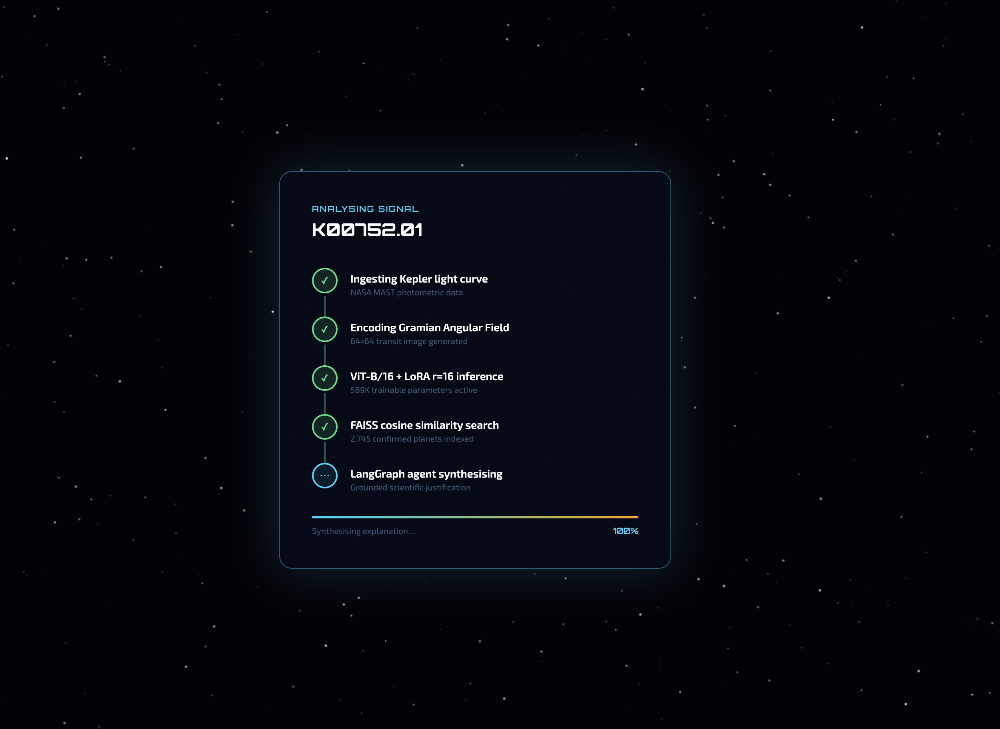 ANALYSING SIGNAL
K00752.01
✓
Ingesting Kepler light curve
NASA MAST photometric data
✓
Encoding Gramian Angular Field
64×64 transit image generated
✓
ViT-B/16 + LoRA r=16 inference
589K trainable parameters active
✓
FAISS cosine similarity search
2,745 confirmed planets indexed
...
LangGraph agent synthesising
Grounded scientific justification
Synthesising explanation...
100%